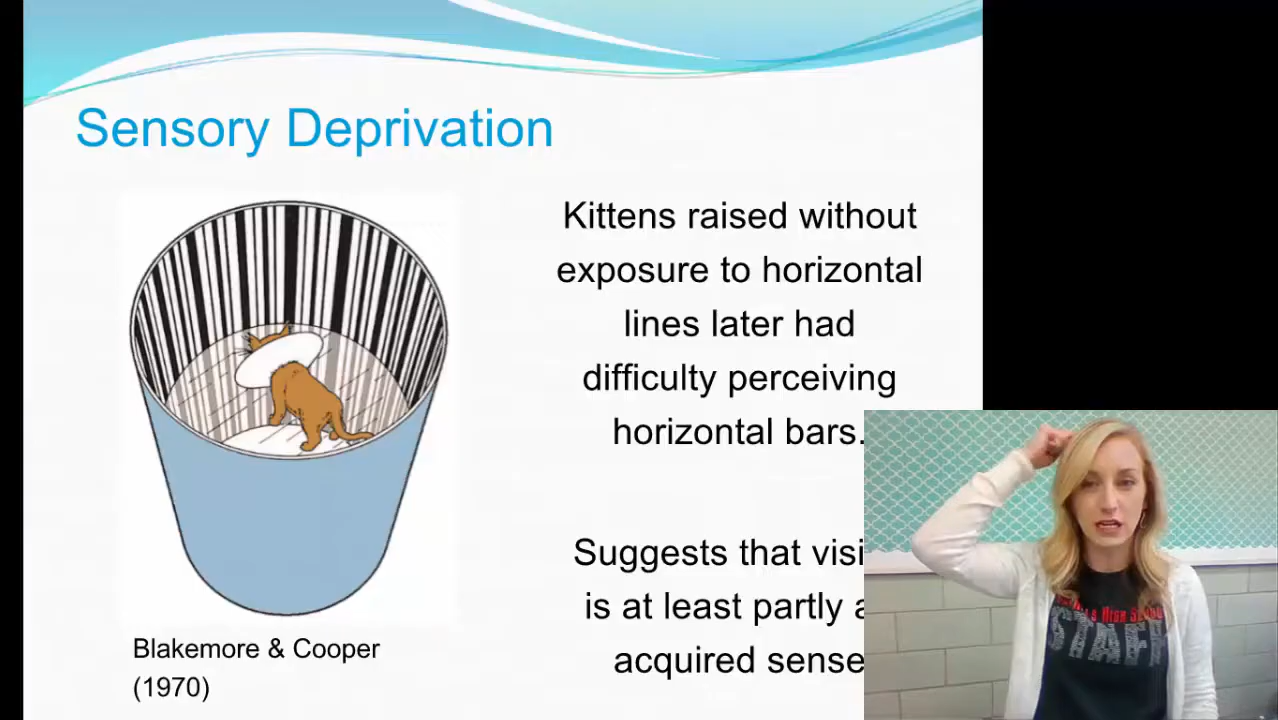 Sensory Deprivation
Kittens raised without
exposure to horizontal
lines later had
difficulty perceiving
horizontal bars.
Suggests that
is at least partly
acquired sense
Blakemore & Cooper
(1970)
STAFF